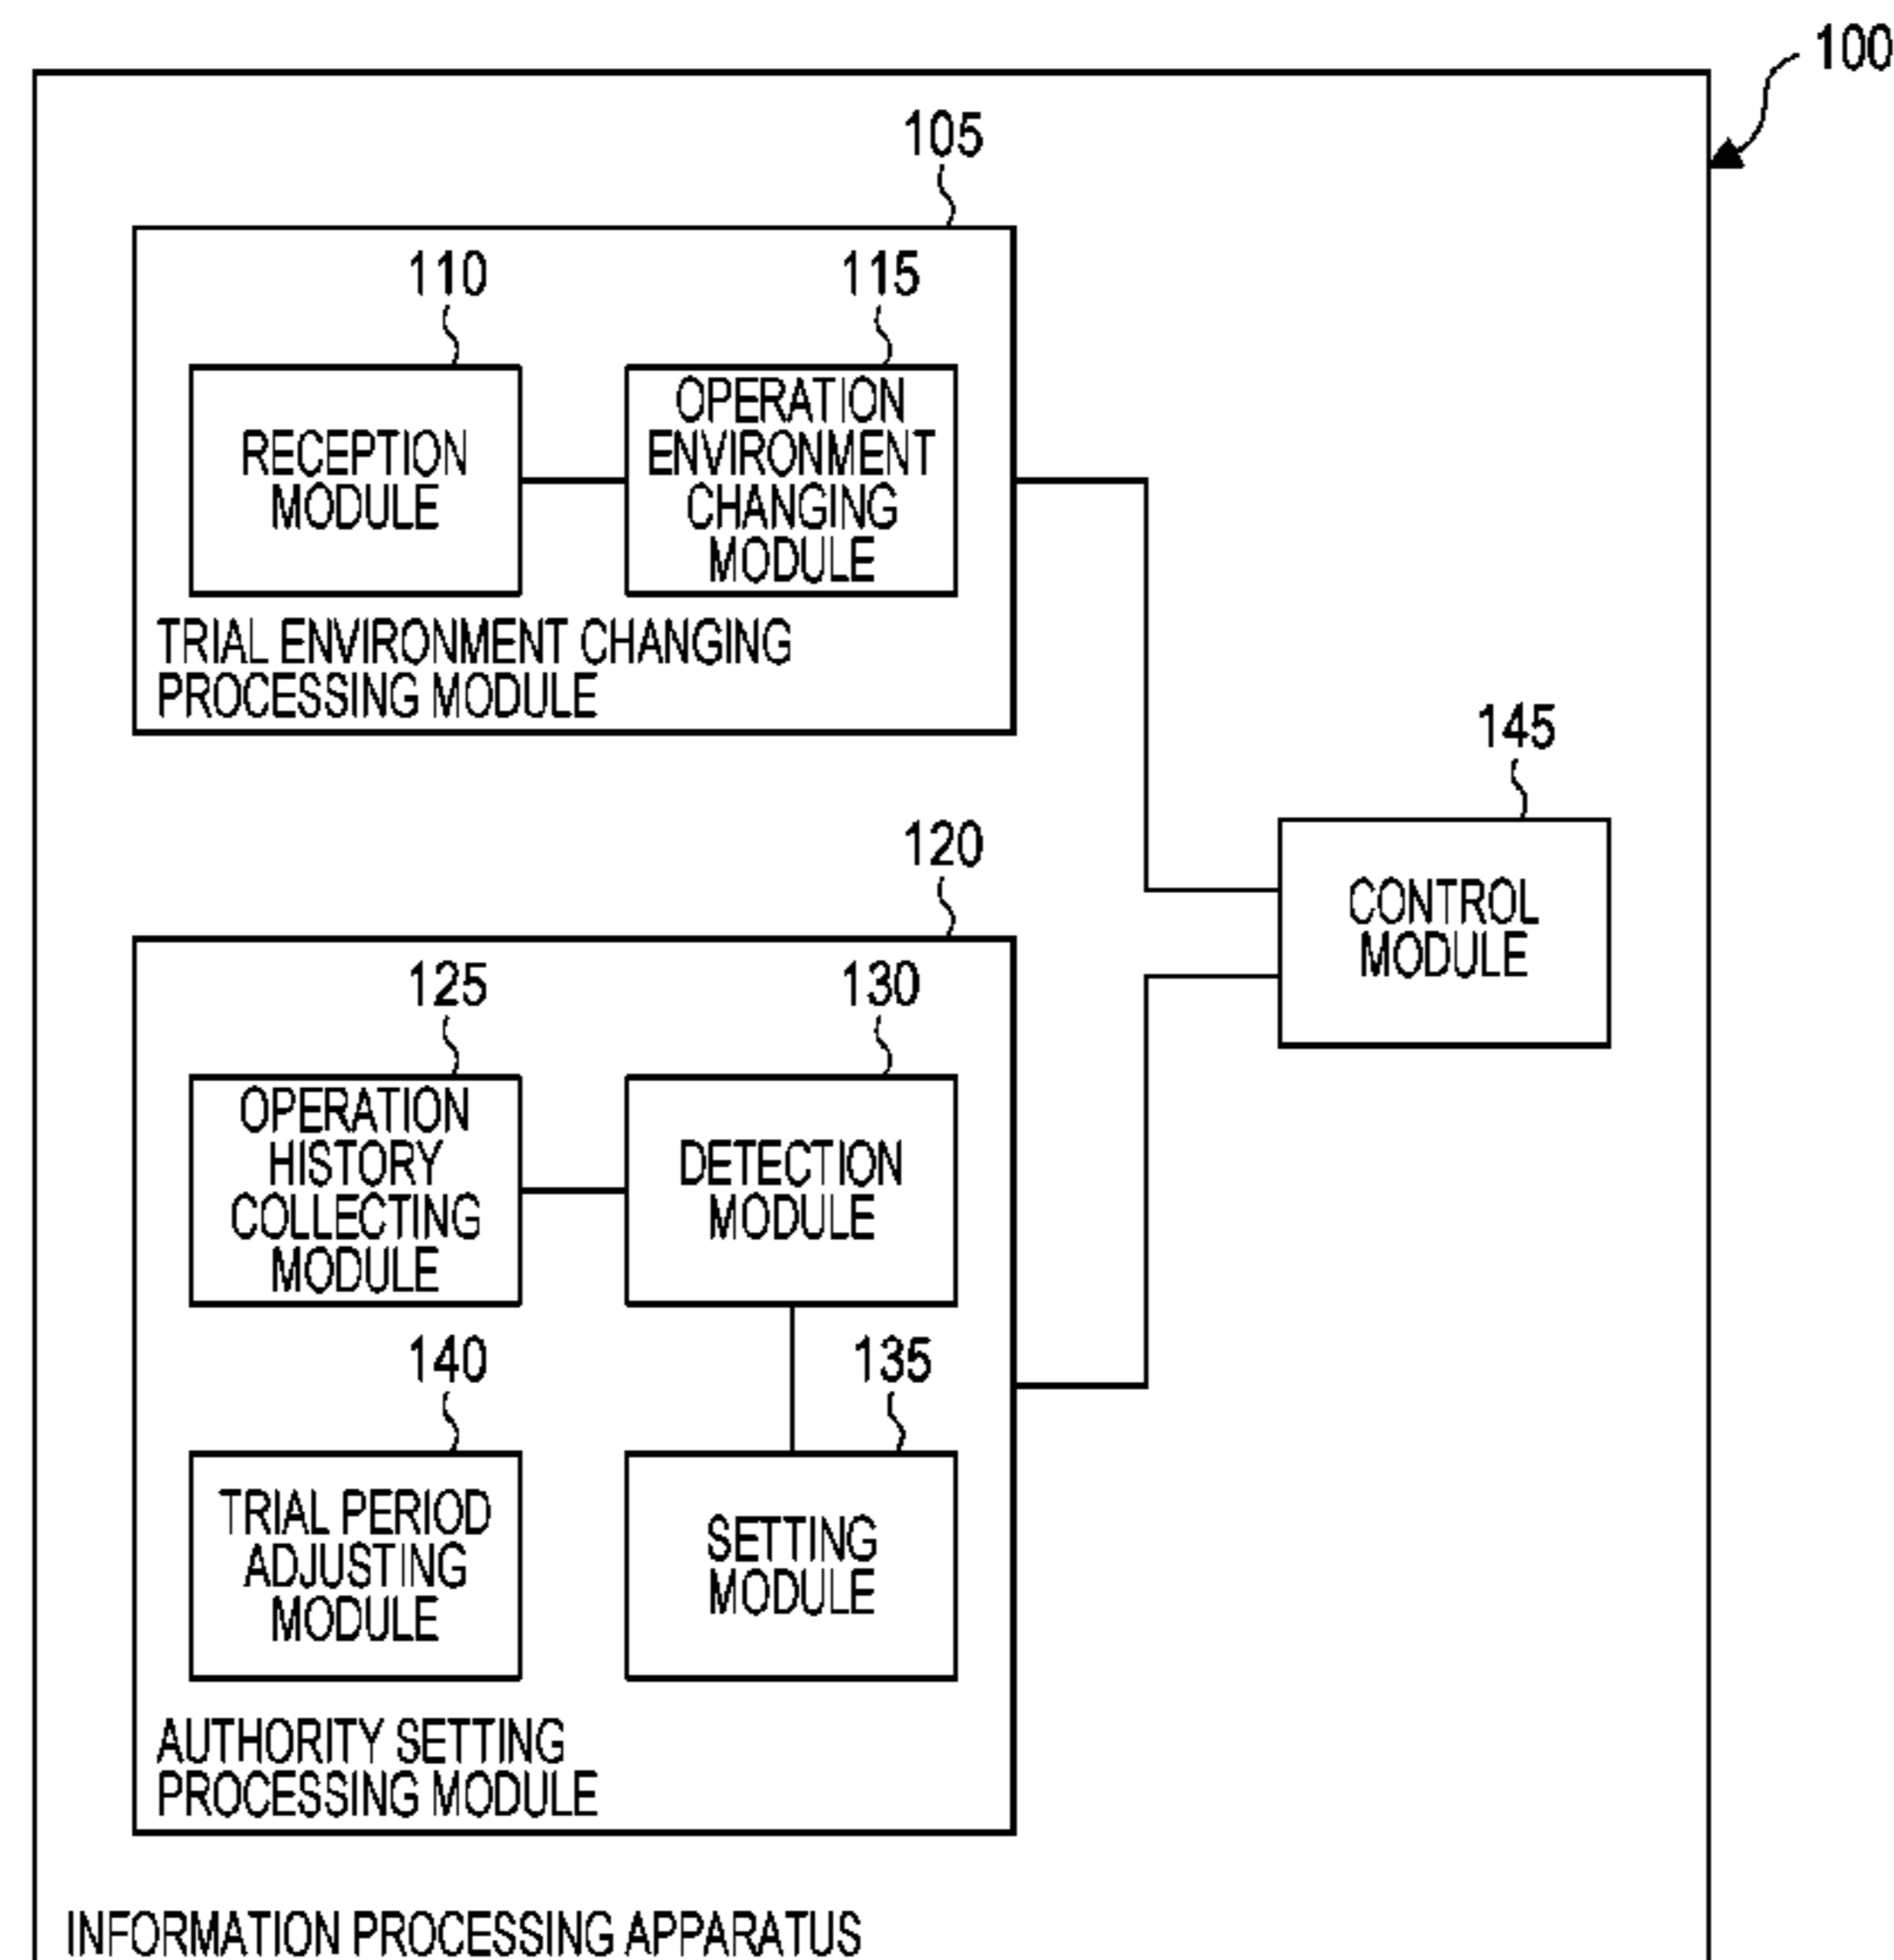 100
105
110
115
RECEPTION
MODULE
OPERATION
ENVIRONMENT
CHANGING
MODULE
TRIAL ENVIRONMENT CHANGING
PROCESSING MODULE
145
CONTROL
MODULE
120
125
130
OPERATION
HISTORY
COLLECTING
MODULE
DETECTION
MODULE
140
135
TRIAL PERIOD
ADJUSTING
MODULE
SETTING
MODULE
AUTHORITY SETTING
PROCESSING MODULE
INFORMATION PROCESSING APPARATUS